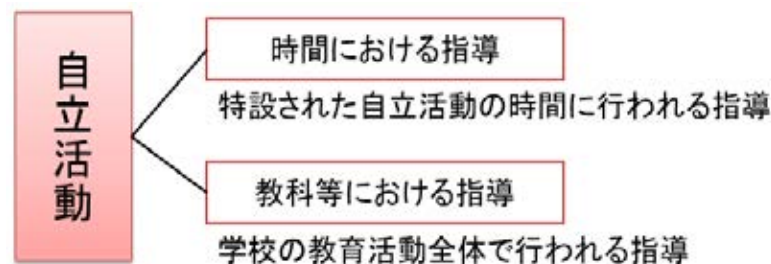 自立活動
時間における指導
特設された自立活動の時間に行われる指導
教科等における指導
学校の教育活動全体で行われる指導